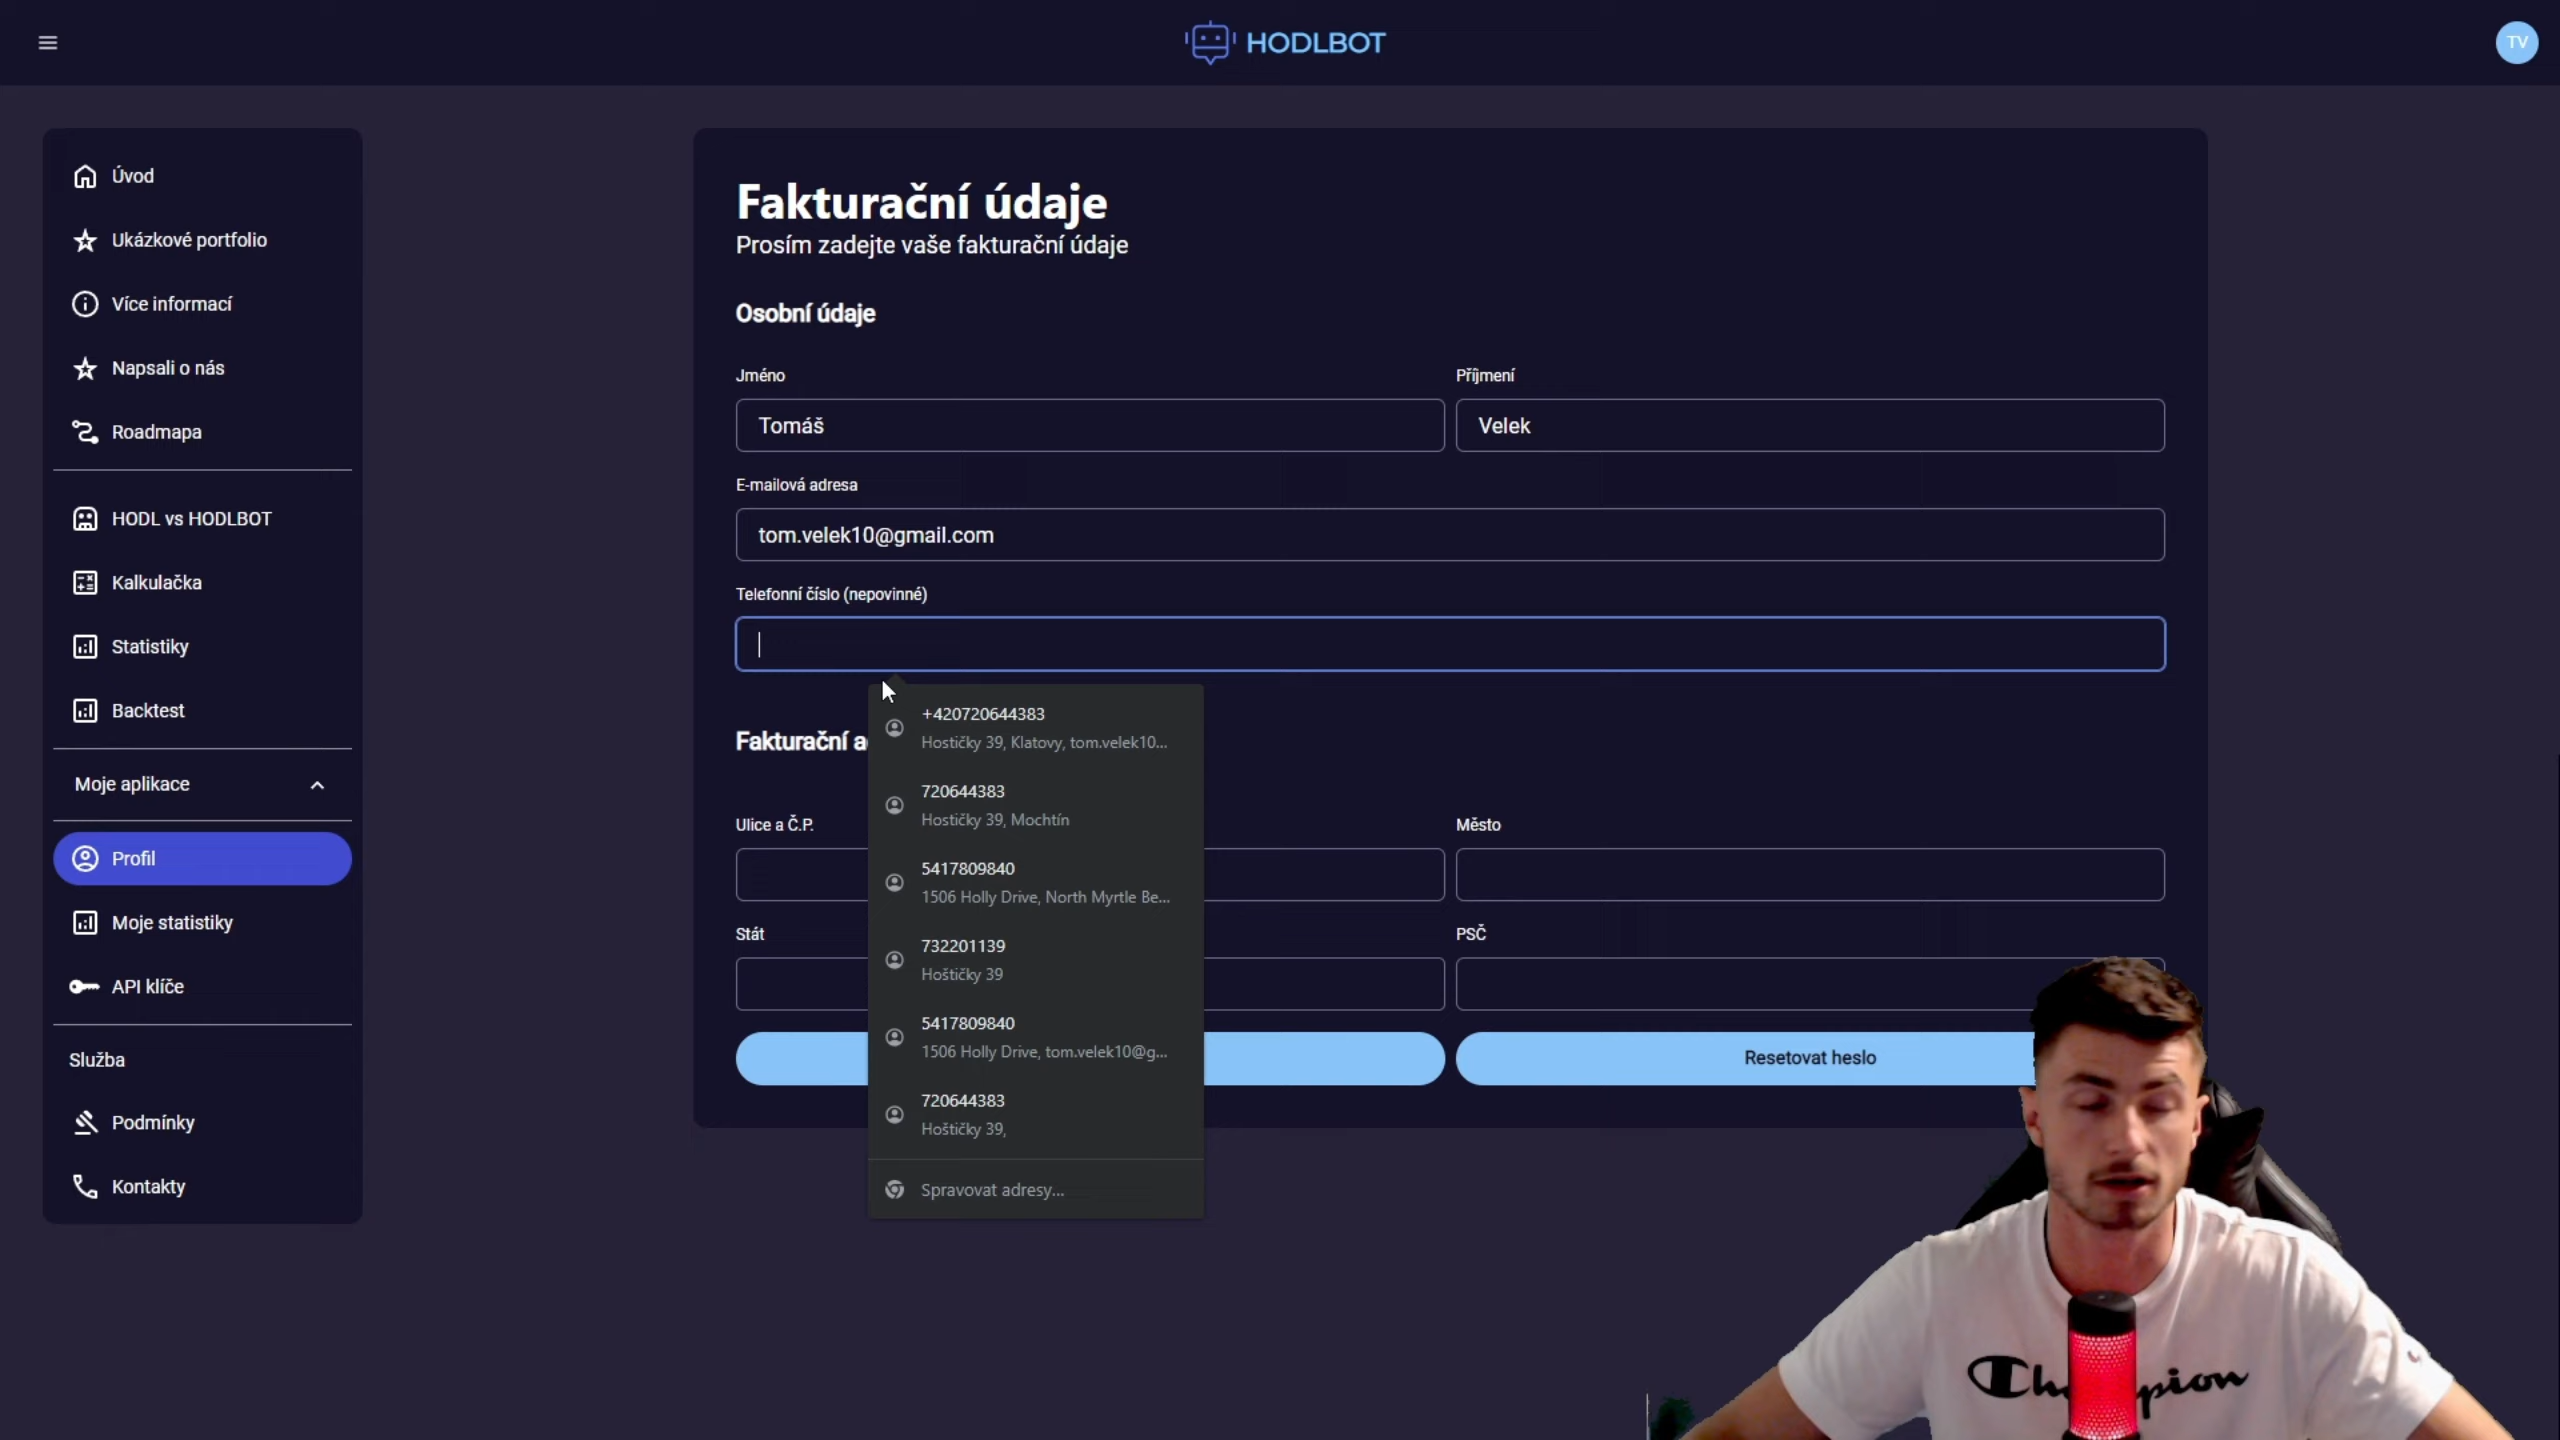 HODLBOT
TV
Úvod
Ukázkové portfolio
Více informací
Napsali o nás
Roadmapa
HODL vs HODLBOT
Kalkulačka
Statistiky
Backtest
Moje aplikace
Profil
Moje statistiky
API klíče
Služba
Podmínky
Kontakty
Fakturační údaje
Prosím zadejte vaše fakturační údaje
Osobní údaje
Jméno
Příjmení
Tomáš
Velek
E-mailová adresa
tom.velek10@gmail.com
Telefonní číslo (nepovinné)
+420720644383
Hostičky 39, Klatovy, tom.velek10...
720644383
Hostičky 39, Mochtín
5417809840
1506 Holly Drive, North Myrtle Be...
732201139
Hoštičky 39
5417809840
1506 Holly Drive, tom.velek10@g...
720644383
Hoštičky 39,
Spravovat adresy...
Fakturační a
Ulice a Č.P.
Město
Stát
PSČ
Resetovat heslo